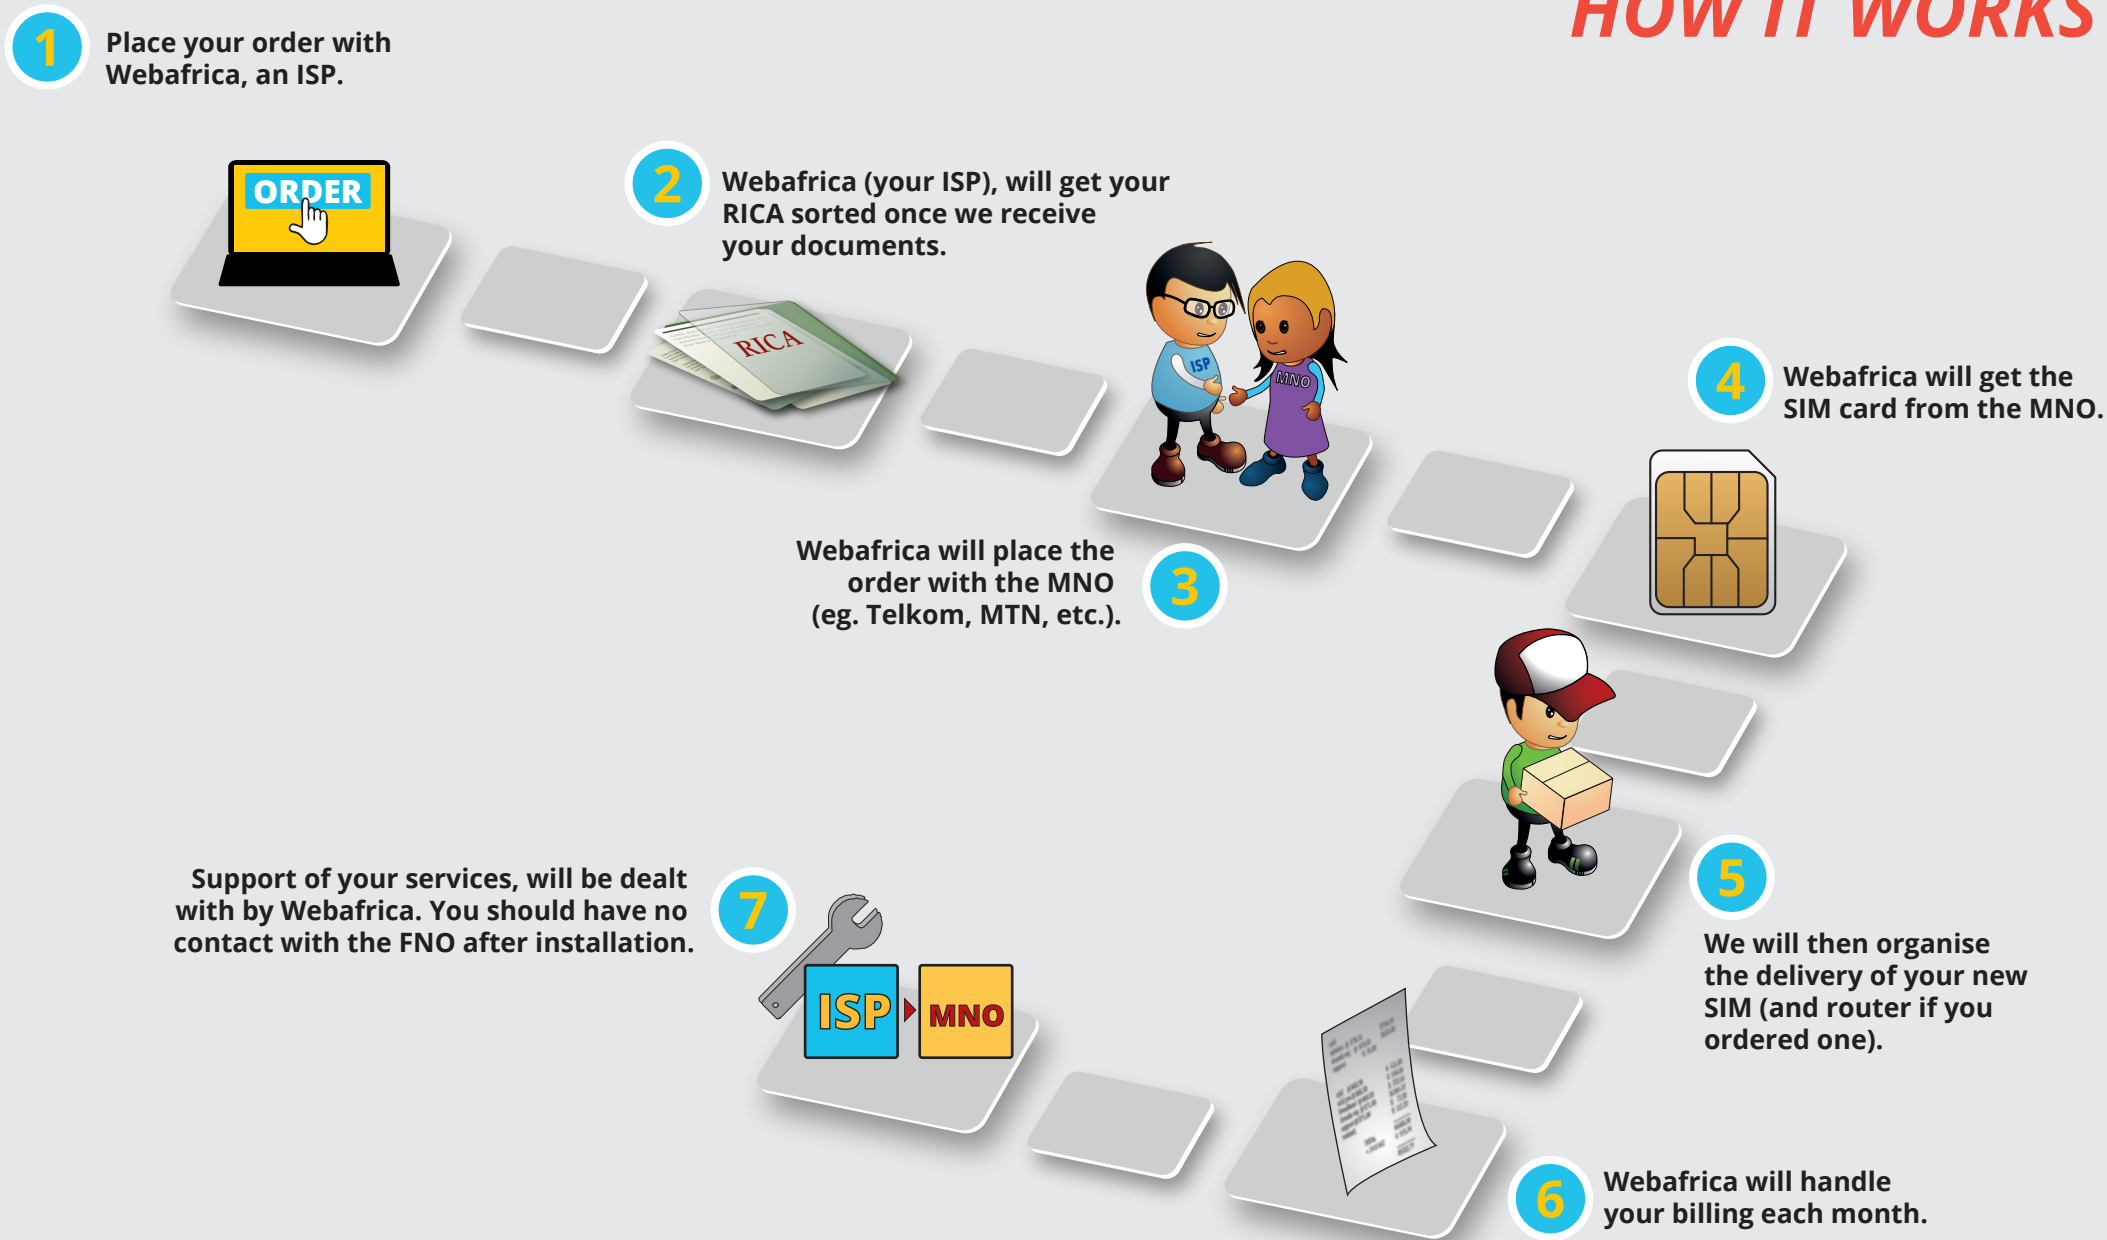 HOW IT WORKS
1
Place your order with
Webafrica, an ISP.
ORDER
2
Webafrica (your ISP), will get your
RICA sorted once we receive
your documents.
RICA
ISP
MNO
3
Webafrica will place the
order with the MNO
(eg. Telkom, MTN, etc.).
4
Webafrica will get the
SIM card from the MNO.
5
We will then organise
the delivery of your new
SIM (and router if you
ordered one).
6
Webafrica will handle
your billing each month.
7
Support of your services, will be dealt
with by Webafrica. You should have no
contact with the FNO after installation.
ISP
MNO